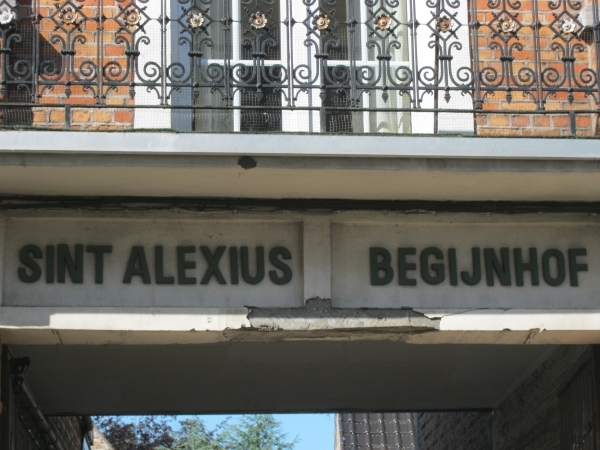 SINT ALEXIUS BEGIJNHOF